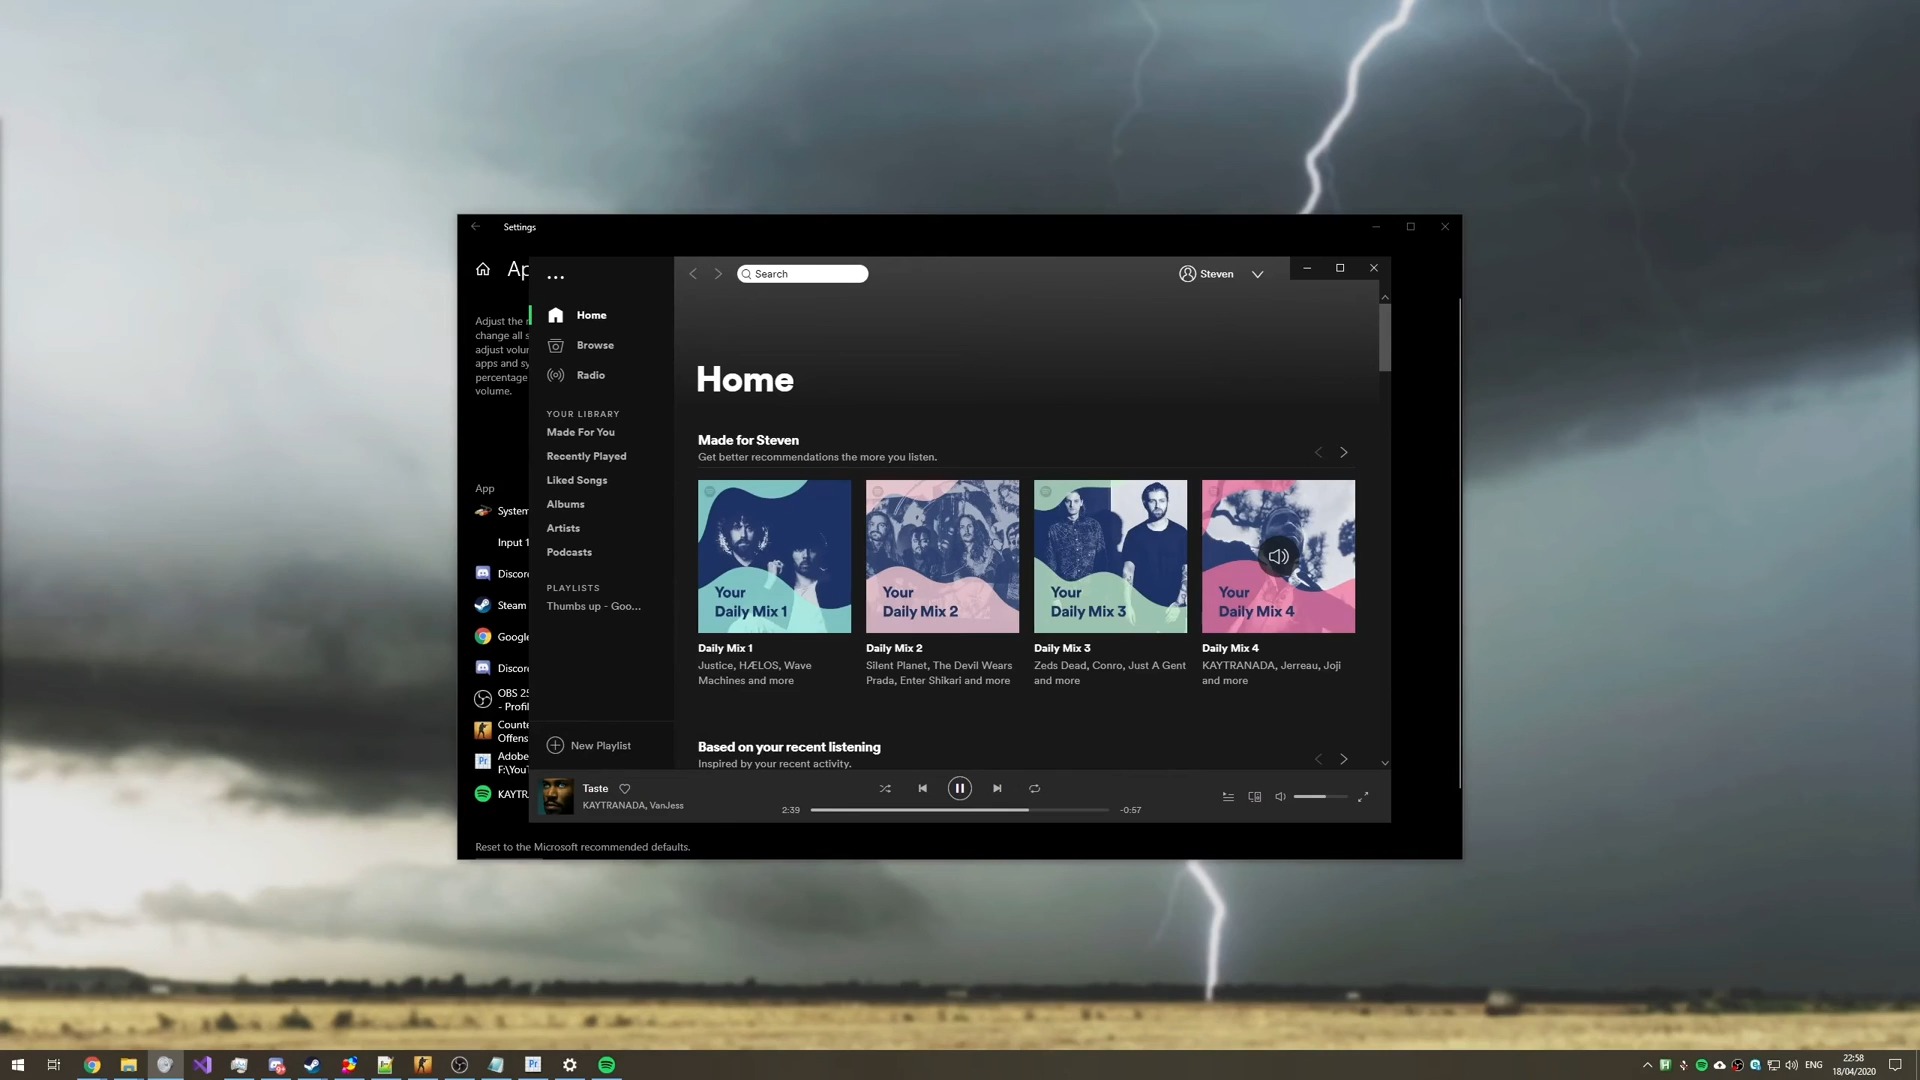 Settings
Ap
Adjust the
change all s
adjust volu
apps and sy
percentage
volume.
App
System
Input 1
Discor
Steam
Google
Discor
OBS 25
- Profil
Counte
Offens
Adobe
F:\YouT
KAYTR
Reset to the Microsoft recommended defaults.
Search
Steven
Home
Browse
Radio
YOUR LIBRARY
Made For You
Recently Played
Liked Songs
Albums
Artists
Podcasts
PLAYLISTS
Thumbs up - Goo...
New Playlist
Home
Made for Steven
Get better recommendations the more you listen.
Your
Daily Mix 1
Your
Daily Mix 2
Your
Daily Mix 3
Your
Daily Mix 4
Daily Mix 1
Justice, HÆLOS, Wave
Machines and more
Daily Mix 2
Silent Planet, The Devil Wears
Prada, Enter Shikari and more
Daily Mix 3
Zeds Dead, Conro, Just A Gent
and more
Daily Mix 4
KAYTRANADA, Jerreau, Joji
and more
Based on your recent listening
Inspired by your recent activity.
Taste
KAYTRANADA, VanJess
2:39
-0:57
Pr
ENG
22:58
18/04/2020